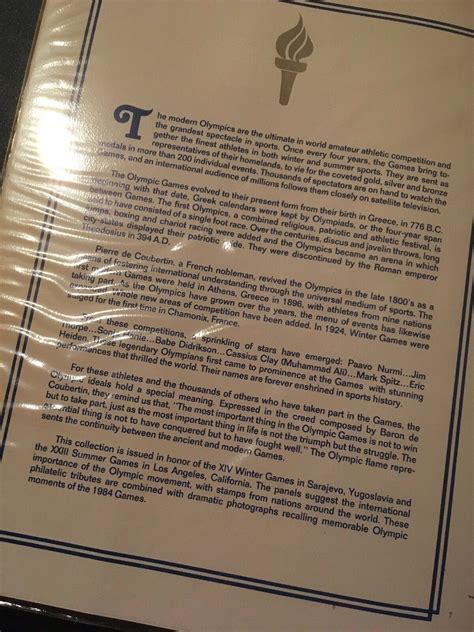 The modern Olympics are the ultimate in world amateur athletic competition and
the grandest spectacle in sports. Once every four years, the Games bring to-
gether the finest athletes in both winter and summer sports. They are sent as
representatives of their homelands, to vie for the coveted gold, silver and bronze
medals in more than 200 individual events. Thousands of spectators are on hand to watch the
Games, and an international audience of millions follows them closely on satellite television.
The Olympic Games evolved to their present form from their birth in Greece, in 776 B.C.
Beginning with that date, Greek calendars were kept by Olympiads, or the four-year span
between Games. The first Olympics, a combined religious, patriotic and athletic festival, is
said to have consisted of a single foot race. Over the centuries, discus and javelin throws, long
jumps, boxing and chariot racing were added and the Olympics became an arena in which
city-states displayed their patriotic pride. They were discontinued by the Roman emperor
Theodolius in 394 A.D.
Pierre de Coubertin, a French nobleman, revived the Olympics in the late 1800's as a
means of fostering international understanding through the universal medium of sports. The
first modern Games were held in Athens, Greece in 1896, with athletes from nine nations
taking part. As the Olympics have grown over the years, the menu of events has likewise
Whole new areas of competition have been added. In 1924, Winter Games were
staged for the first time in Chamonix, France.
From these competitions, a sprinkling of stars have emerged: Paavo Nurmi...Jim
Thorpe...Sonja Henie...Babe Didrikson...Cassius Clay (Muhammad Ali)...Mark Spitz...Eric
Heiden. These legendary Olympians first came to prominence at the Games with stunning
performances that thrilled the world. Their names are forever enshrined in sports history.
For these athletes and the thousands of others who have taken part in the Games, the
Olympic ideals hold a special meaning. Expressed in the creed composed by Baron de
Coubertin, they remind us that, "The most important thing in the Olympic Games is not to win
but to take part, just as the most important thing in life is not the triumph but the struggle. The
essential thing is not to have conquered but to have fought well." The Olympic flame repre-
sents the continuity between the ancient and modern Games.
This collection is issued in honor of the XIV Winter Games in Sarajevo, Yugoslavia and
the XXIII Summer Games in Los Angeles, California. The panels suggest the international
importance of the Olympic movement, with stamps from nations around the world. These
philatelic tributes are combined with dramatic photographs recalling memorable Olympic
moments of the 1984 Games.